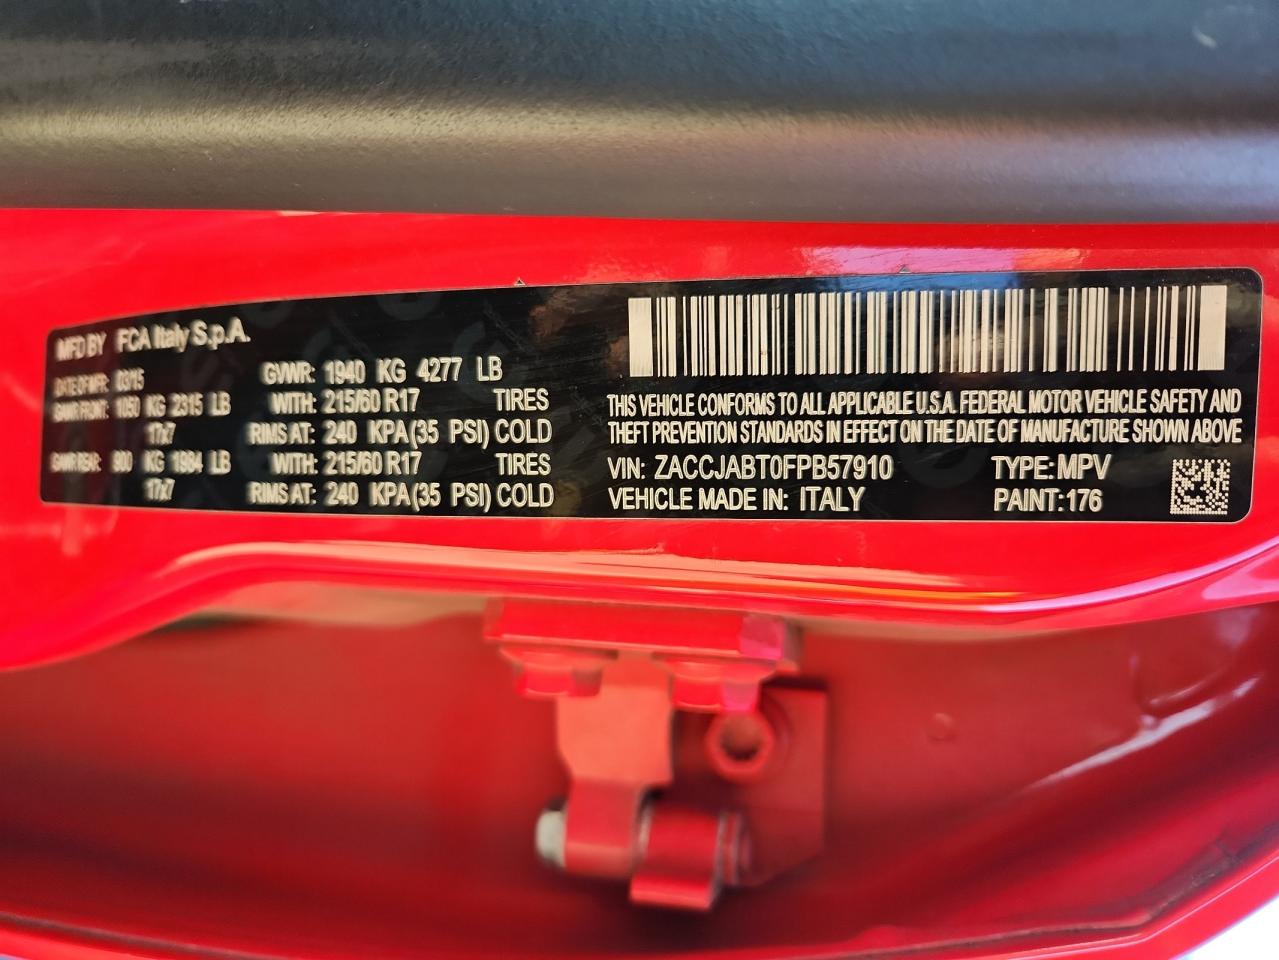 MFD BY FCA Italy S.p.A.
DATE OF MFR: 03/15 GVWR: 1940 KG 4277 LB
GAWR FRONT: 1050 KG 2315 LB WITH: 215/60 R17 TIRES
17x7 RIMS AT: 240 KPA (35 PSI) COLD
GAWR REAR: KG 1984 LB WITH: 215/60 R17 TIRES
17x7 RIMS AT: 240 KPA (35 PSI) COLD
THIS VEHICLE CONFORMS TO ALL APPLICABLE U.S.A. FEDERAL MOTOR VEHICLE SAFETY AND
THEFT PREVENTION STANDARDS IN EFFECT ON THE DATE OF MANUFACTURE SHOWN ABOVE
VIN: ZACCJABT0FPB57910 TYPE: MPV
VEHICLE MADE IN: ITALY PAINT: 176